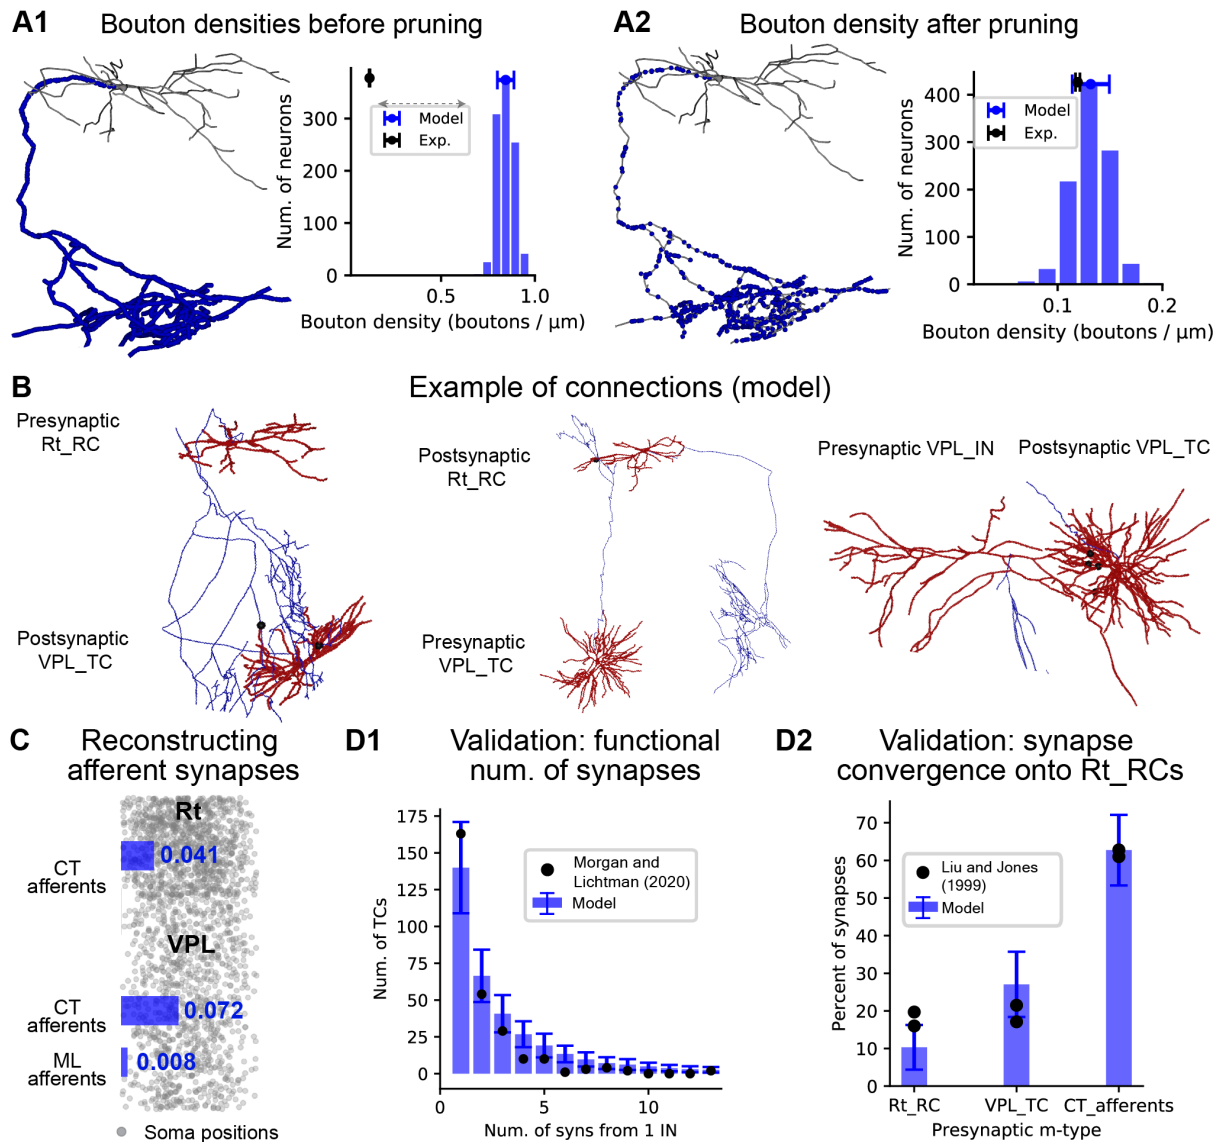 A1 Bouton densities before pruning
Num. of neurons
300
200
100
0
Model
Exp.
0.5 1.0
Bouton density (boutons / μm)
A2 Bouton density after pruning
Num. of neurons
400
300
200
100
0
Model
Exp.
0.1 0.2
Bouton density (boutons / μm)
B Example of connections (model)
Presynaptic
Rt_RC
Postsynaptic
VPL_TC
Postsynaptic
Rt_RC
Presynaptic
VPL_TC
Presynaptic VPL_IN Postsynaptic VPL_TC
C Reconstructing
afferent synapses
Rt
CT
afferents
0.041
VPL
CT
afferents
0.072
ML
afferents
0.008
Soma positions
D1 Validation: functional
num. of synapses
Num. of TCs
175
150
125
100
75
50
25
0
Morgan and
Lichtman (2020)
Model
0 5 10
Num. of syns from 1 IN
D2 Validation: synapse
convergence onto Rt_RCs
Percent of synapses
70
60
50
40
30
20
10
0
Liu and Jones
(1999)
Model
Rt_RC VPL_TC CT_afferents
Presynaptic m-type